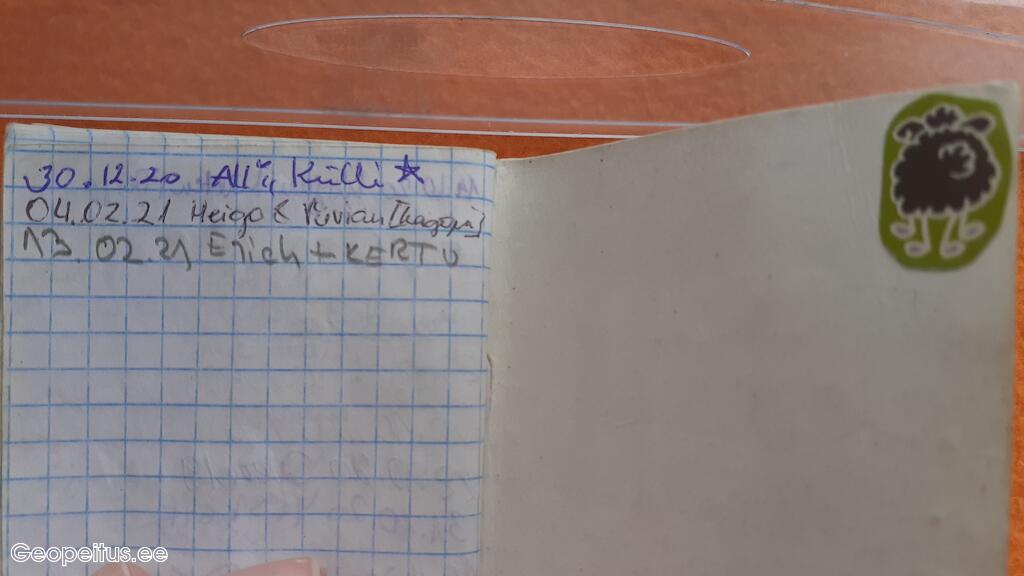 30.12.20 Alli, Külli ☆
04.02.21 Heigo & Vivian
13.02.21 Erich + KERTU
Geopeitus.ee